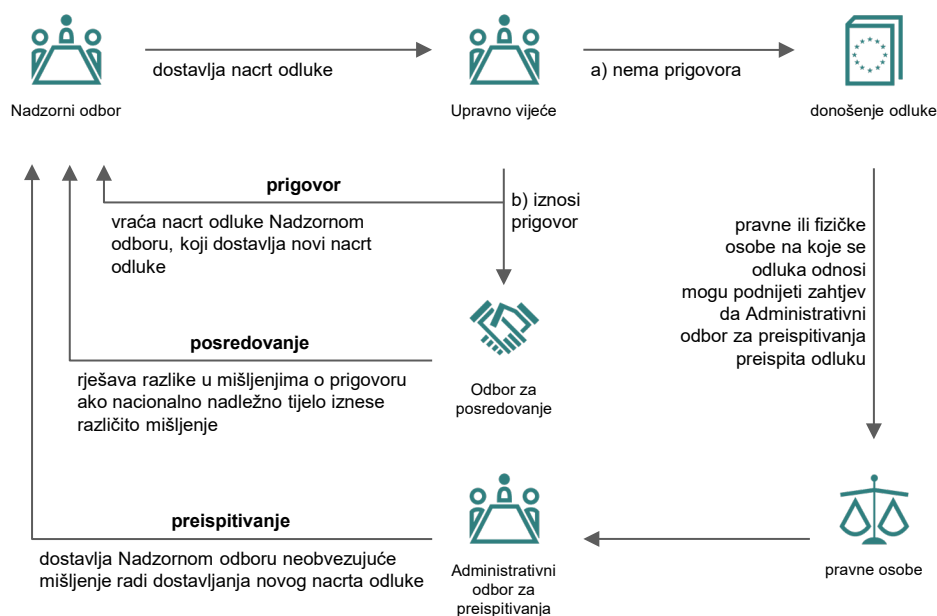 dostavlja nacrt odluke
a) nema prigovora
Nadzorni odbor
Upravno vijeće
donošenje odluke
prigovor
vraća nacrt odluke Nadzornom
odboru, koji dostavlja novi nacrt
odluke
b) iznosi
prigovor
pravne ili fizičke
osobe na koje se
odluka odnosi
mogu podnijeti zahtjev
da Administrativni
odbor za preispitivanja
preispita odluku
posredovanje
rješava razlike u mišljenjima o prigovoru
ako nacionalno nadležno tijelo iznese
različito mišljenje
Odbor za
posredovanje
preispitivanje
dostavlja Nadzornom odboru neobvezujuće
mišljenje radi dostavljanja novog nacrta odluke
Administrativni
odbor za
preispitivanja
pravne osobe